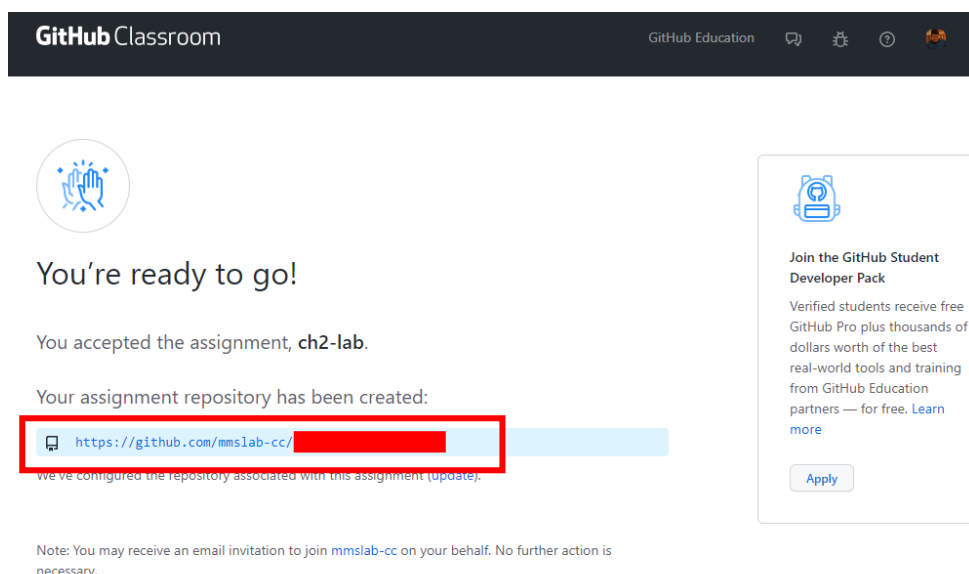 GitHub Classroom
GitHub Education
You're ready to go!
You accepted the assignment, ch2-lab.
Your assignment repository has been created:
https://github.com/mmslab-cc/
We've configured the repository associated with this assignment (update).
Note: You may receive an email invitation to join mmslab-cc on your behalf. No further action is
necessary.
Join the GitHub Student
Developer Pack
Verified students receive free
GitHub Pro plus thousands of
dollars worth of the best
real-world tools and training
from GitHub Education
partners — for free. Learn
more
Apply